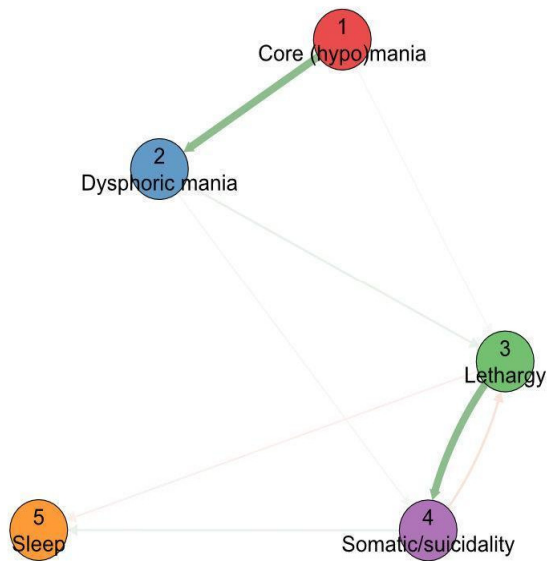 1
Core (hypo)mania
2
Dysphoric mania
3
Lethargy
4
Somatic/suicidality
5
Sleep